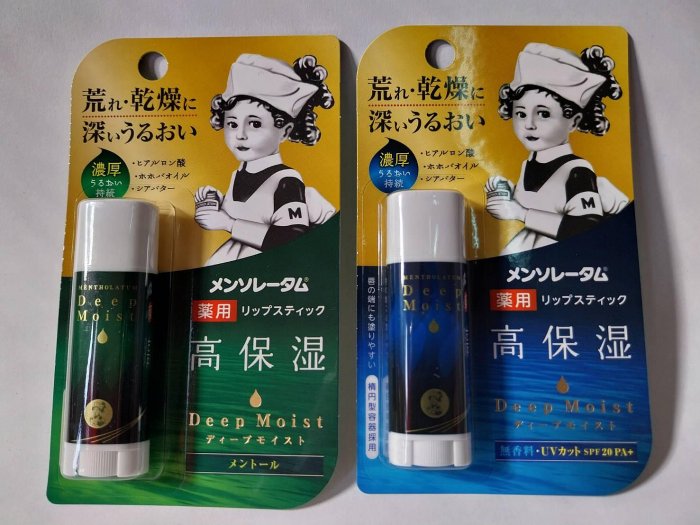 荒れ・乾燥に
深いうるおい
濃厚
うるおい
持続
・ヒアルロン酸
・ホホバオイル
・シアバター
M
メンソレータム®
薬用 リップスティック
高保湿
Deep Moist
ディープモイスト
メントール
MENTHOLATUM
Deep
Moist
荒れ・乾燥に
深いうるおい
濃厚
うるおい
持続
・ヒアルロン酸
・ホホバオイル
・シアバター
M
メンソレータム®
薬用 リップスティック
高保湿
Deep Moist
ディープモイスト
無香料・UVカット SPF20 PA+
唇の端にも塗りやすい
楕円型容器採用
MENTHOLATUM
Deep
Moist